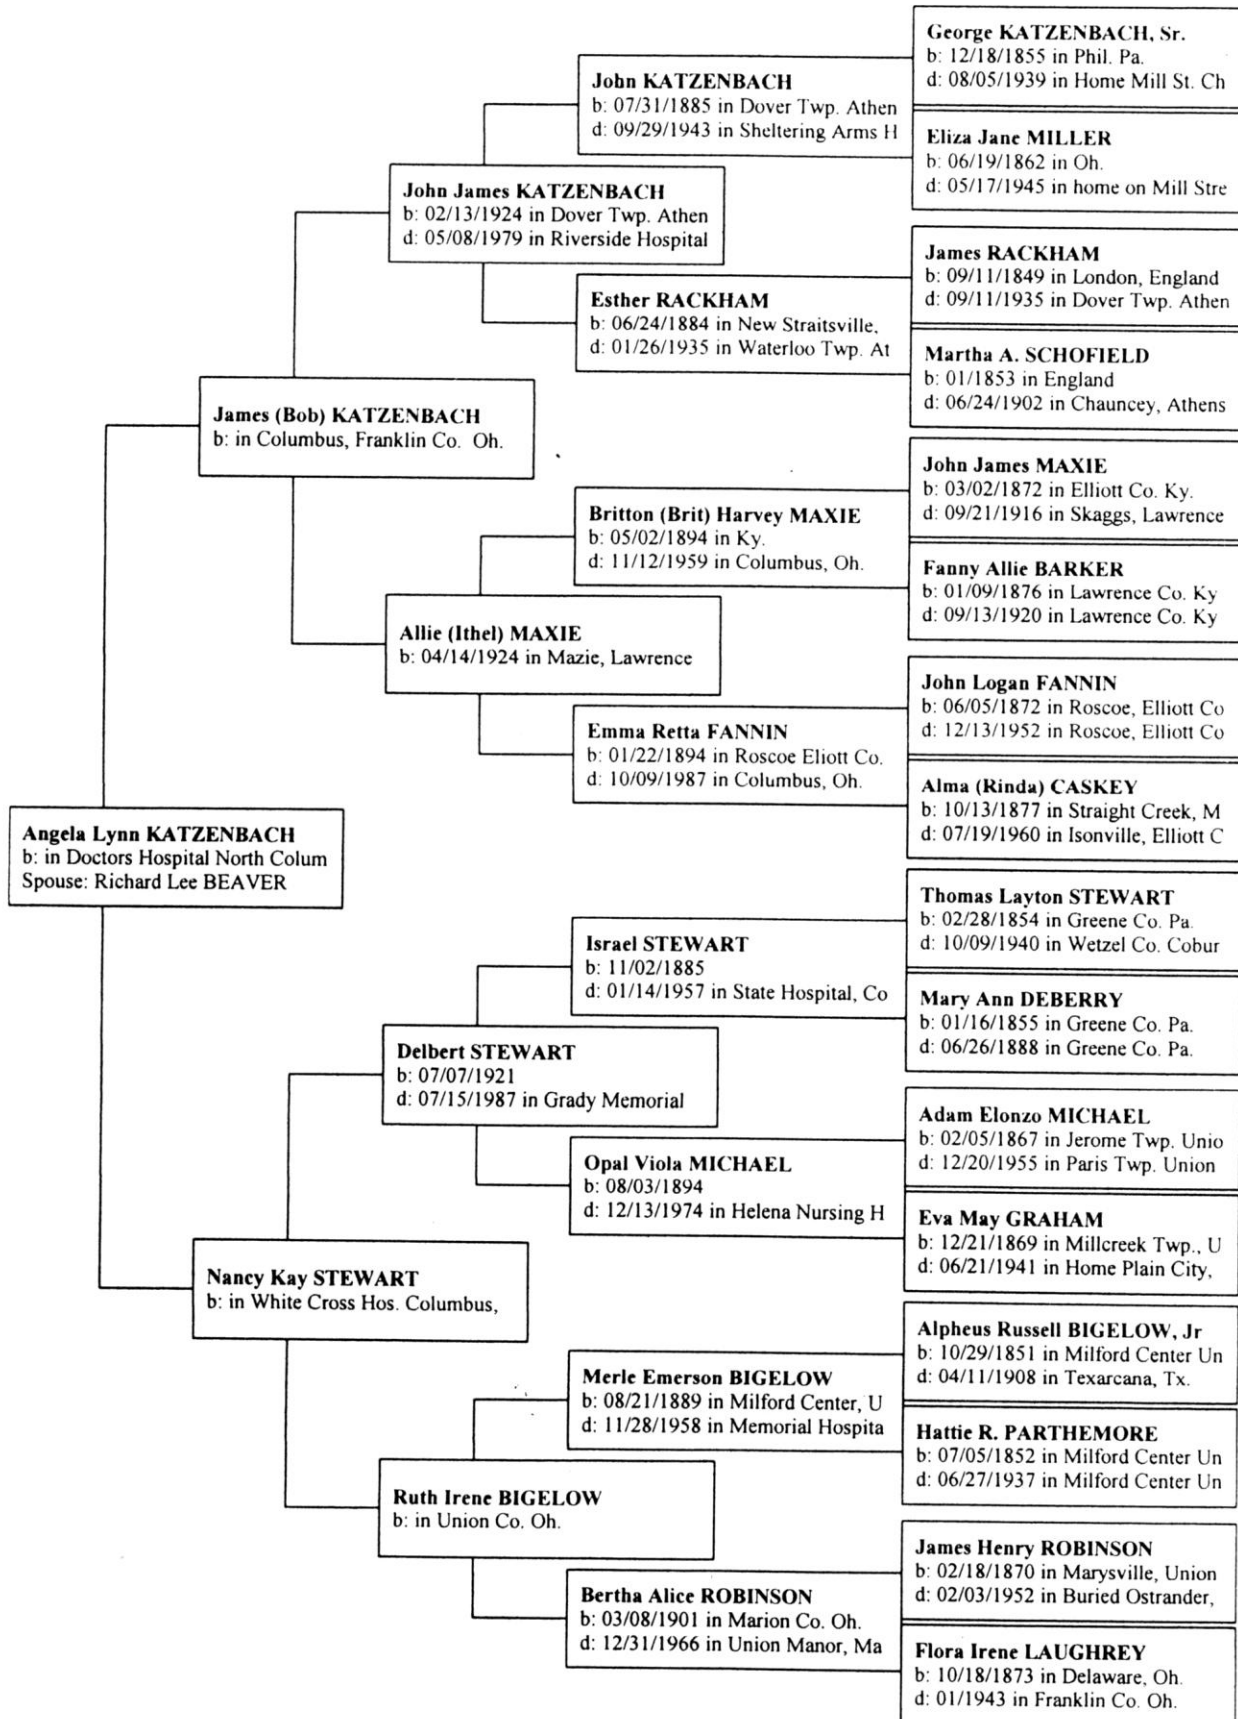 George KATZENBACH, Sr.
b: 12/18/1855 in Phil. Pa.
d: 08/05/1939 in Home Mill St. Ch
John KATZENBACH
b: 07/31/1885 in Dover Twp. Athen
d: 09/29/1943 in Sheltering Arms H
Eliza Jane MILLER
b: 06/19/1862 in Oh.
d: 05/17/1945 in home on Mill Stre
John James KATZENBACH
b: 02/13/1924 in Dover Twp. Athen
d: 05/08/1979 in Riverside Hospital
James RACKHAM
b: 09/11/1849 in London, England
d: 09/11/1935 in Dover Twp. Athen
Esther RACKHAM
b: 06/24/1884 in New Straitsville,
d: 01/26/1935 in Waterloo Twp. At
Martha A. SCHOFIELD
b: 01/1853 in England
d: 06/24/1902 in Chauncey, Athens
James (Bob) KATZENBACH
b: in Columbus, Franklin Co. Oh.
John James MAXIE
b: 03/02/1872 in Elliott Co. Ky.
d: 09/21/1916 in Skaggs, Lawrence
Britton (Brit) Harvey MAXIE
b: 05/02/1894 in Ky.
d: 11/12/1959 in Columbus, Oh.
Fanny Allie BARKER
b: 01/09/1876 in Lawrence Co. Ky
d: 09/13/1920 in Lawrence Co. Ky
Allie (Ithel) MAXIE
b: 04/14/1924 in Mazie, Lawrence
John Logan FANNIN
b: 06/05/1872 in Roscoe, Elliott Co
d: 12/13/1952 in Roscoe, Elliott Co
Emma Retta FANNIN
b: 01/22/1894 in Roscoe Eliott Co.
d: 10/09/1987 in Columbus, Oh.
Alma (Rinda) CASKEY
b: 10/13/1877 in Straight Creek, M
d: 07/19/1960 in Isonville, Elliott C
Angela Lynn KATZENBACH
b: in Doctors Hospital North Colum
Spouse: Richard Lee BEAVER
Thomas Layton STEWART
b: 02/28/1854 in Greene Co. Pa.
d: 10/09/1940 in Wetzel Co. Cobur
Israel STEWART
b: 11/02/1885
d: 01/14/1957 in State Hospital, Co
Mary Ann DEBERRY
b: 01/16/1855 in Greene Co. Pa.
d: 06/26/1888 in Greene Co. Pa.
Delbert STEWART
b: 07/07/1921
d: 07/15/1987 in Grady Memorial
Adam Elonzo MICHAEL
b: 02/05/1867 in Jerome Twp. Unio
d: 12/20/1955 in Paris Twp. Union
Opal Viola MICHAEL
b: 08/03/1894
d: 12/13/1974 in Helena Nursing H
Eva May GRAHAM
b: 12/21/1869 in Millcreek Twp., U
d: 06/21/1941 in Home Plain City,
Nancy Kay STEWART
b: in White Cross Hos. Columbus,
Alpheus Russell BIGELOW, Jr
b: 10/29/1851 in Milford Center Un
d: 04/11/1908 in Texarcana, Tx.
Merle Emerson BIGELOW
b: 08/21/1889 in Milford Center, U
d: 11/28/1958 in Memorial Hospita
Hattie R. PARTHEMORE
b: 07/05/1852 in Milford Center Un
d: 06/27/1937 in Milford Center Un
Ruth Irene BIGELOW
b: in Union Co. Oh.
James Henry ROBINSON
b: 02/18/1870 in Marysville, Union
d: 02/03/1952 in Buried Ostrander,
Bertha Alice ROBINSON
b: 03/08/1901 in Marion Co. Oh.
d: 12/31/1966 in Union Manor, Ma
Flora Irene LAUGHREY
b: 10/18/1873 in Delaware, Oh.
d: 01/1943 in Franklin Co. Oh.